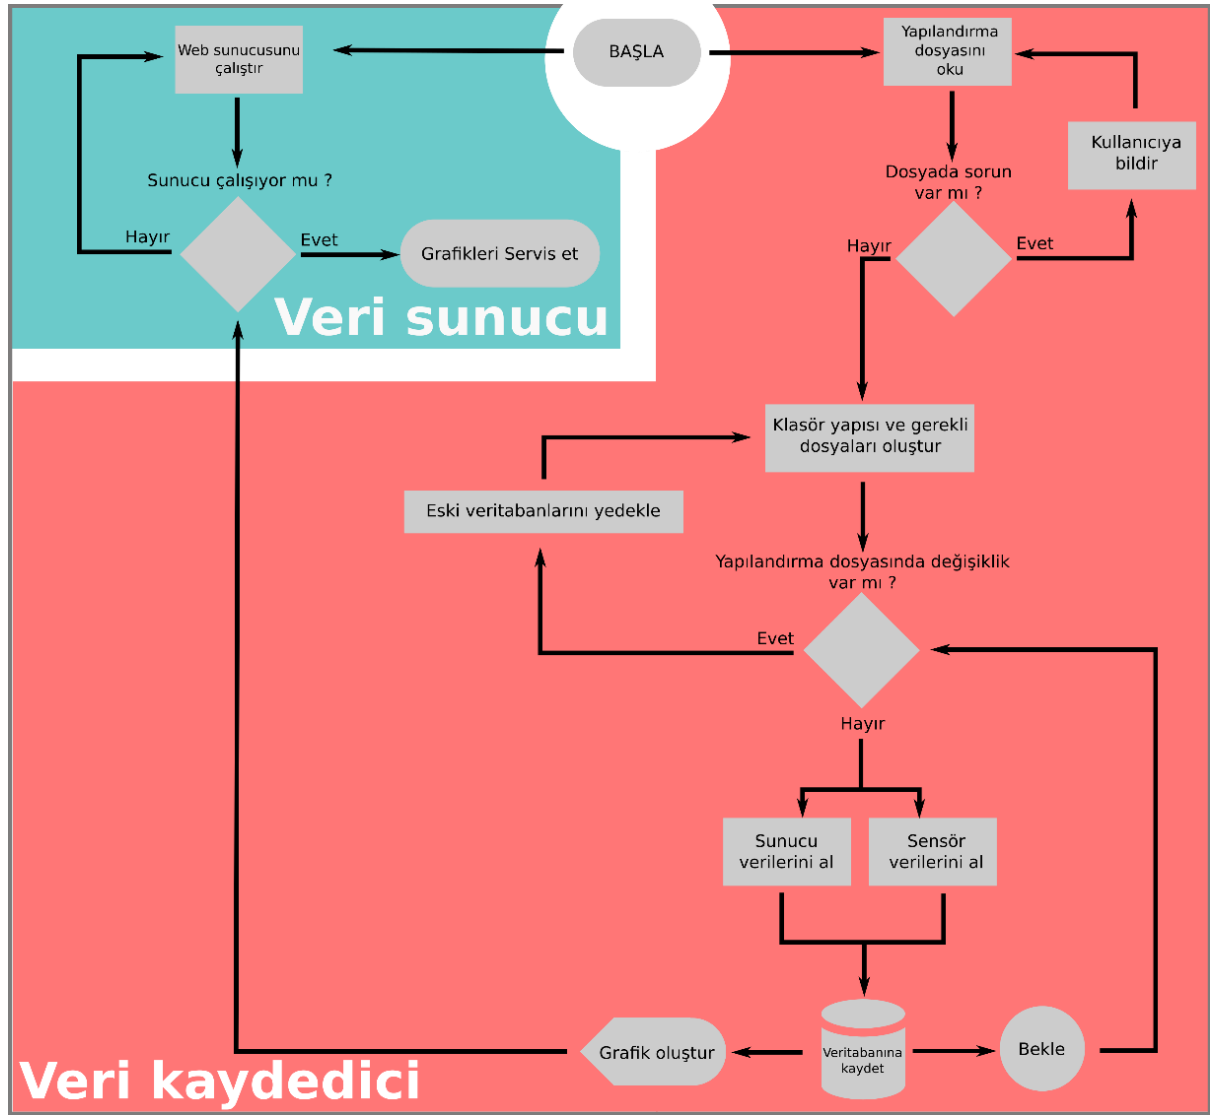 BAŞLA
Web sunucusunu
çalıştır
Sunucu çalışıyor mu ?
Hayır
Evet
Grafikleri Servis et
Veri sunucu
Yapılandırma
dosyasını
oku
Kullanıcıya
bildir
Dosyada sorun
var mı ?
Hayır
Evet
Klasör yapısı ve gerekli
dosyaları oluştur
Eski veritabanlarını yedekle
Yapılandırma dosyasında değişiklik
var mı ?
Evet
Hayır
Sunucu
verilerini al
Sensör
verilerini al
Grafik oluştur
Veritabanına
kaydet
Bekle
Veri kaydedici